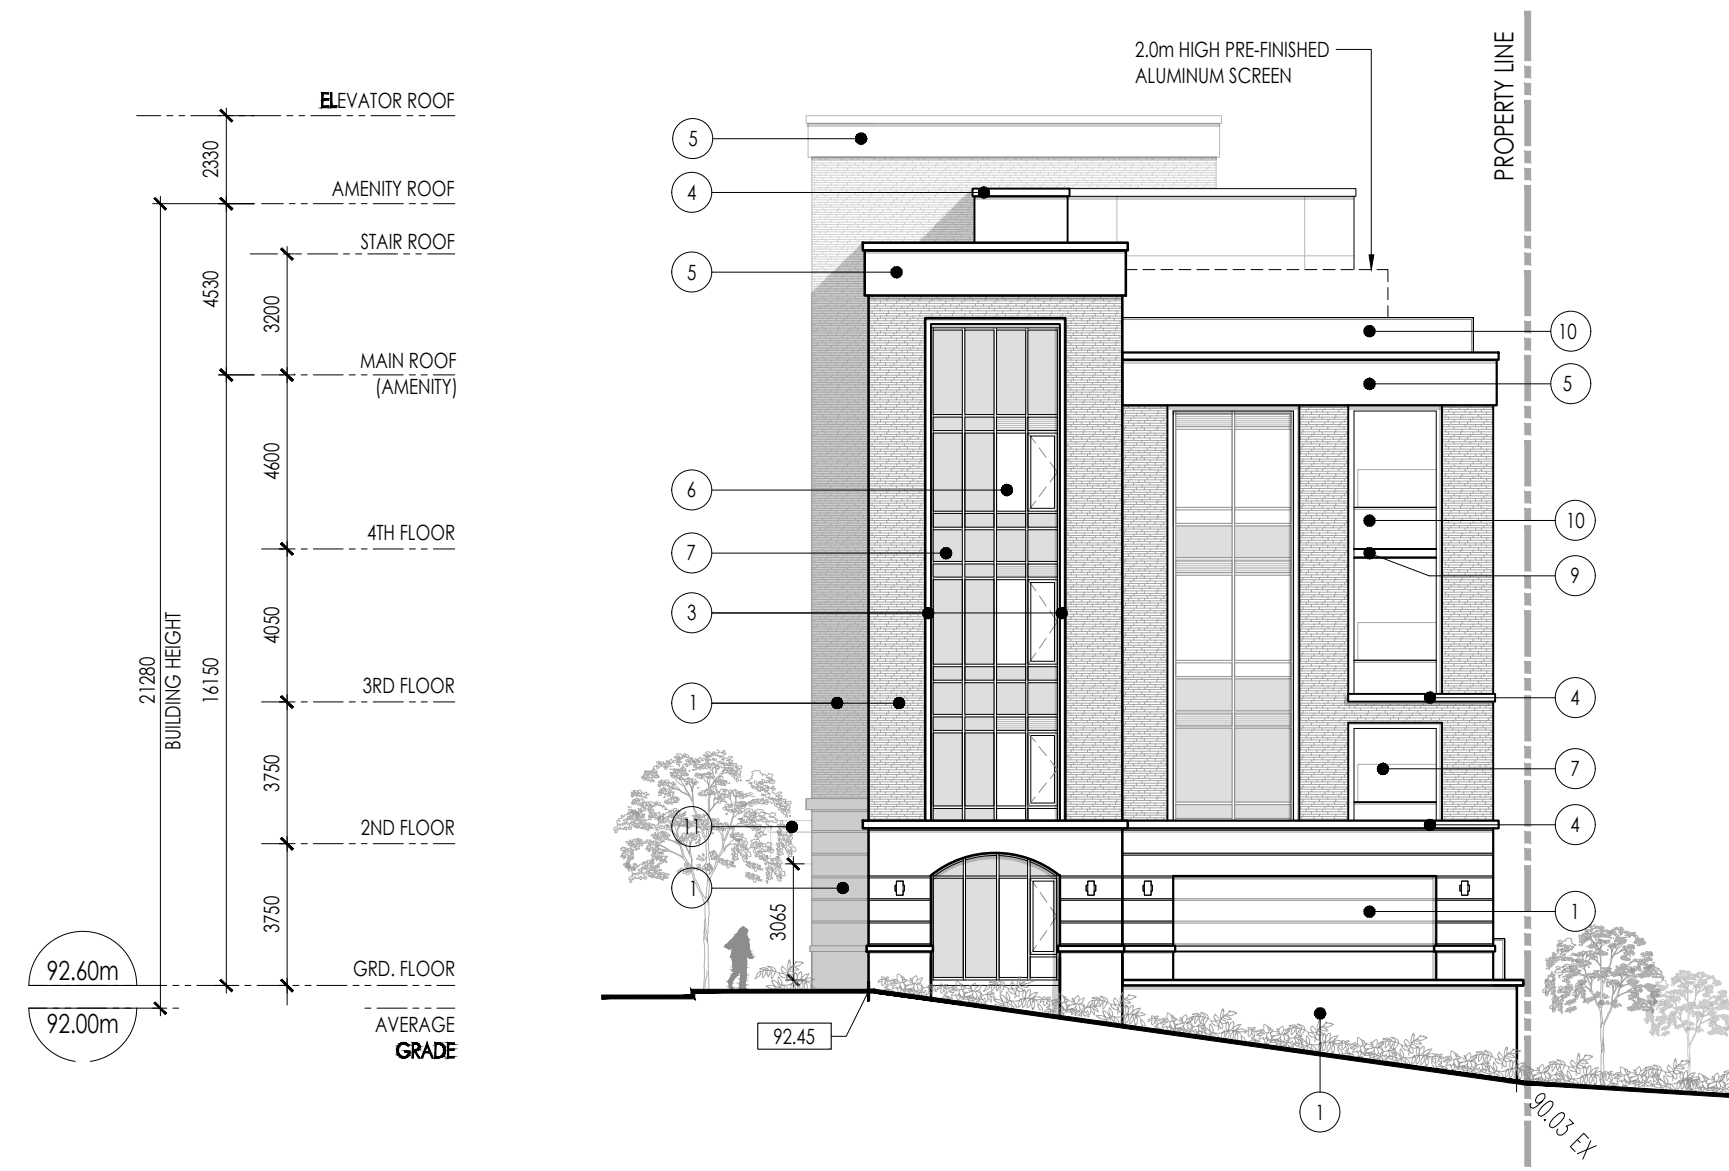 2.0m HIGH PRE-FINISHED
ALUMINUM SCREEN
PROPERTY LINE
ELEVATOR ROOF
2330
AMENITY ROOF
STAIR ROOF
4530
3200
MAIN ROOF
(AMENITY)
4600
4TH FLOOR
4050
21280
BUILDING HEIGHT
16150
3RD FLOOR
3750
2ND FLOOR
3750
GRD. FLOOR
92.60m
92.00m
AVERAGE
GRADE
5
4
5
6
7
3
1
11
1
3065
92.45
10
5
10
9
4
7
4
1
1
90.03 EX